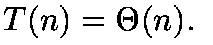 T(n) = Θ(n).